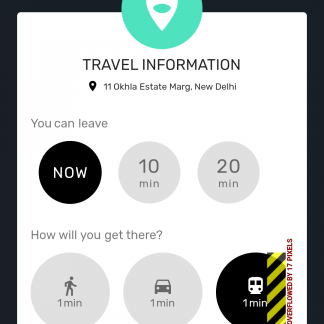 TRAVEL INFORMATION
11 Okhla Estate Marg, New Delhi
You can leave
NOW
10
min
20
min
How will you get there?
1 min
1 min
1 min
OVERFLOWED BY 17 PIXELS